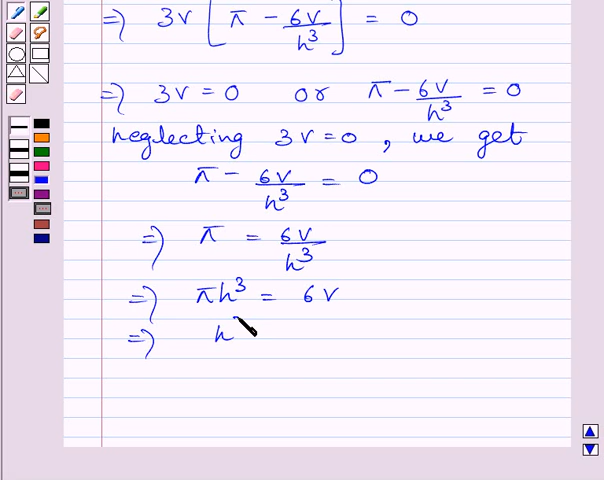 ⇒ 3v [ π − 6v/h³ ] = 0
⇒ 3v = 0 or π − 6v/h³ = 0
neglecting 3v = 0, we get
π − 6v/h³ = 0
⇒ π = 6v/h³
⇒ πh³ = 6v
⇒ h